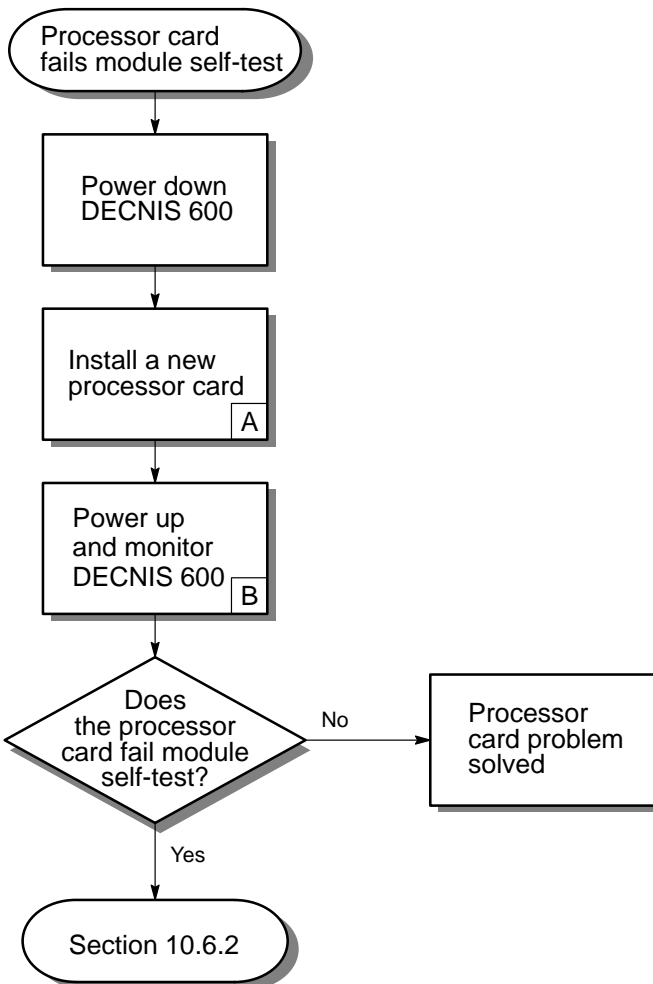 Processor card
fails module self-test
Power down
DECNIS 600
Install a new
processor card
A
Power up
and monitor
DECNIS 600
B
Does
the processor
card fail module
self-test?
No
Processor
card problem
solved
Yes
Section 10.6.2